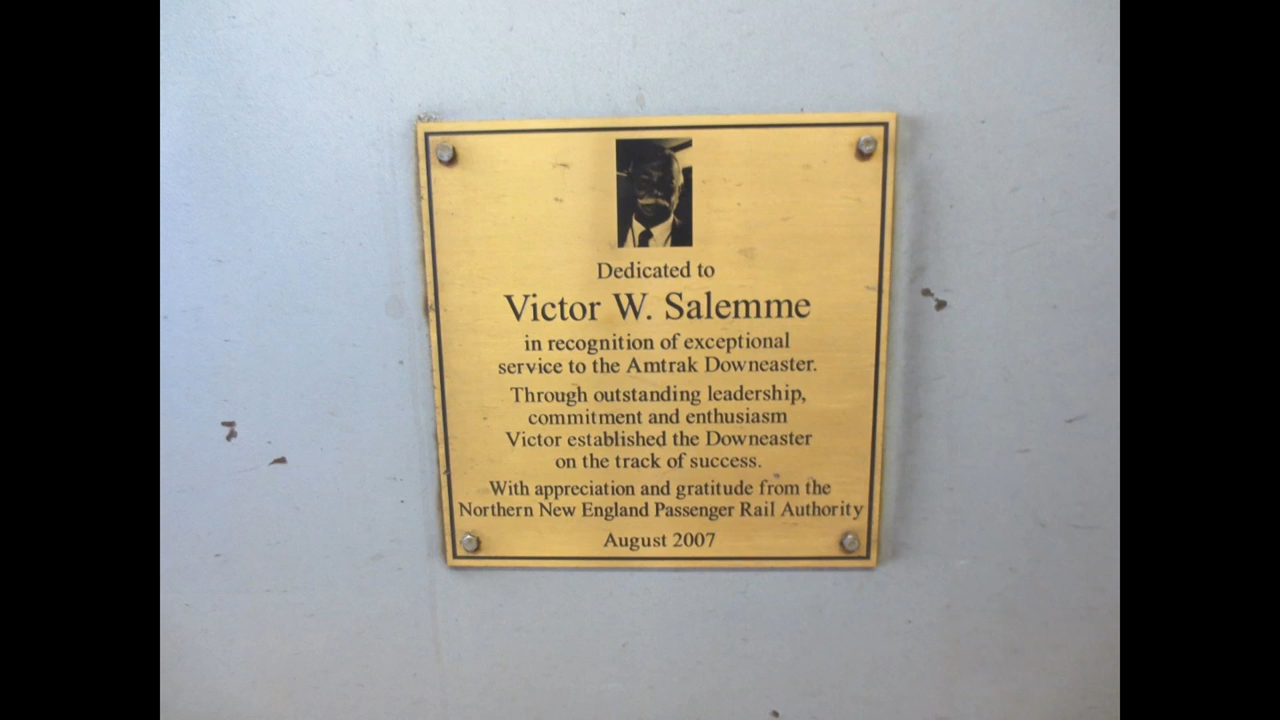 Dedicated to
Victor W. Salemme
in recognition of exceptional
service to the Amtrak Downeaster.
Through outstanding leadership,
commitment and enthusiasm
Victor established the Downeaster
on the track of success.
With appreciation and gratitude from the
Northern New England Passenger Rail Authority
August 2007